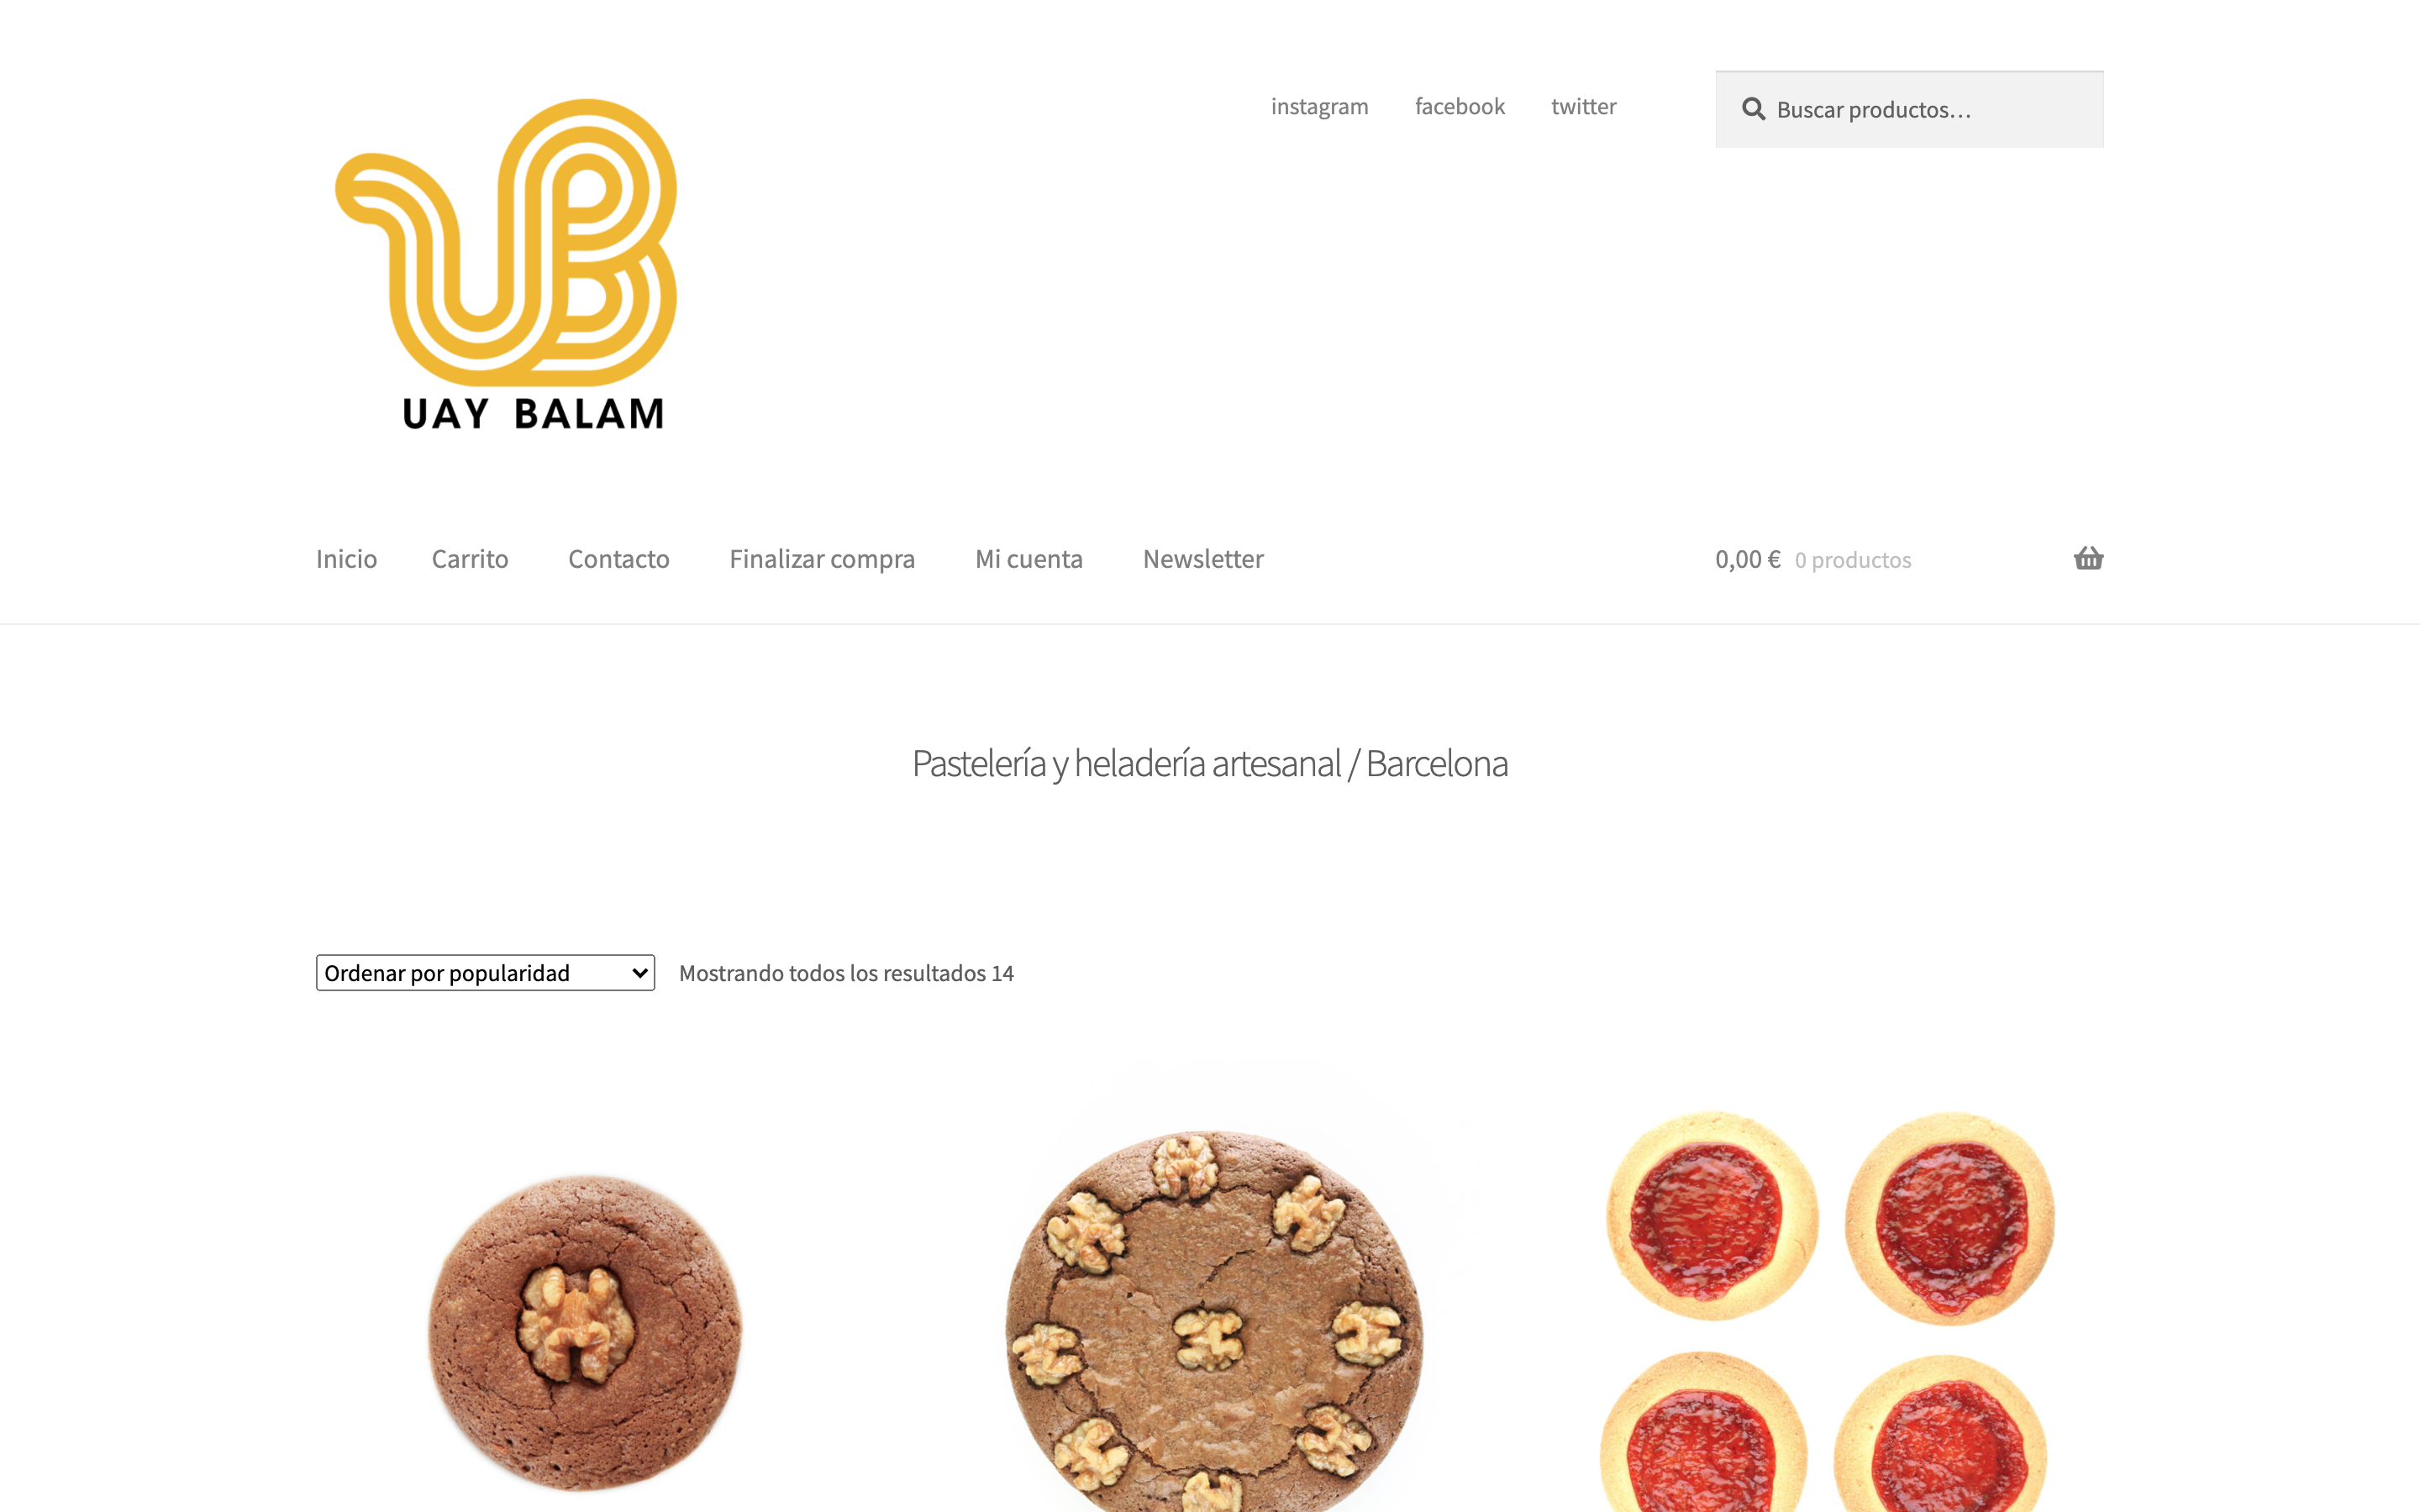 instagram facebook twitter
Buscar productos…
UB
UAY BALAM
Inicio Carrito Contacto Finalizar compra Mi cuenta Newsletter
0,00 € 0 productos
Pastelería y heladería artesanal / Barcelona
Ordenar por popularidad
Mostrando todos los resultados 14